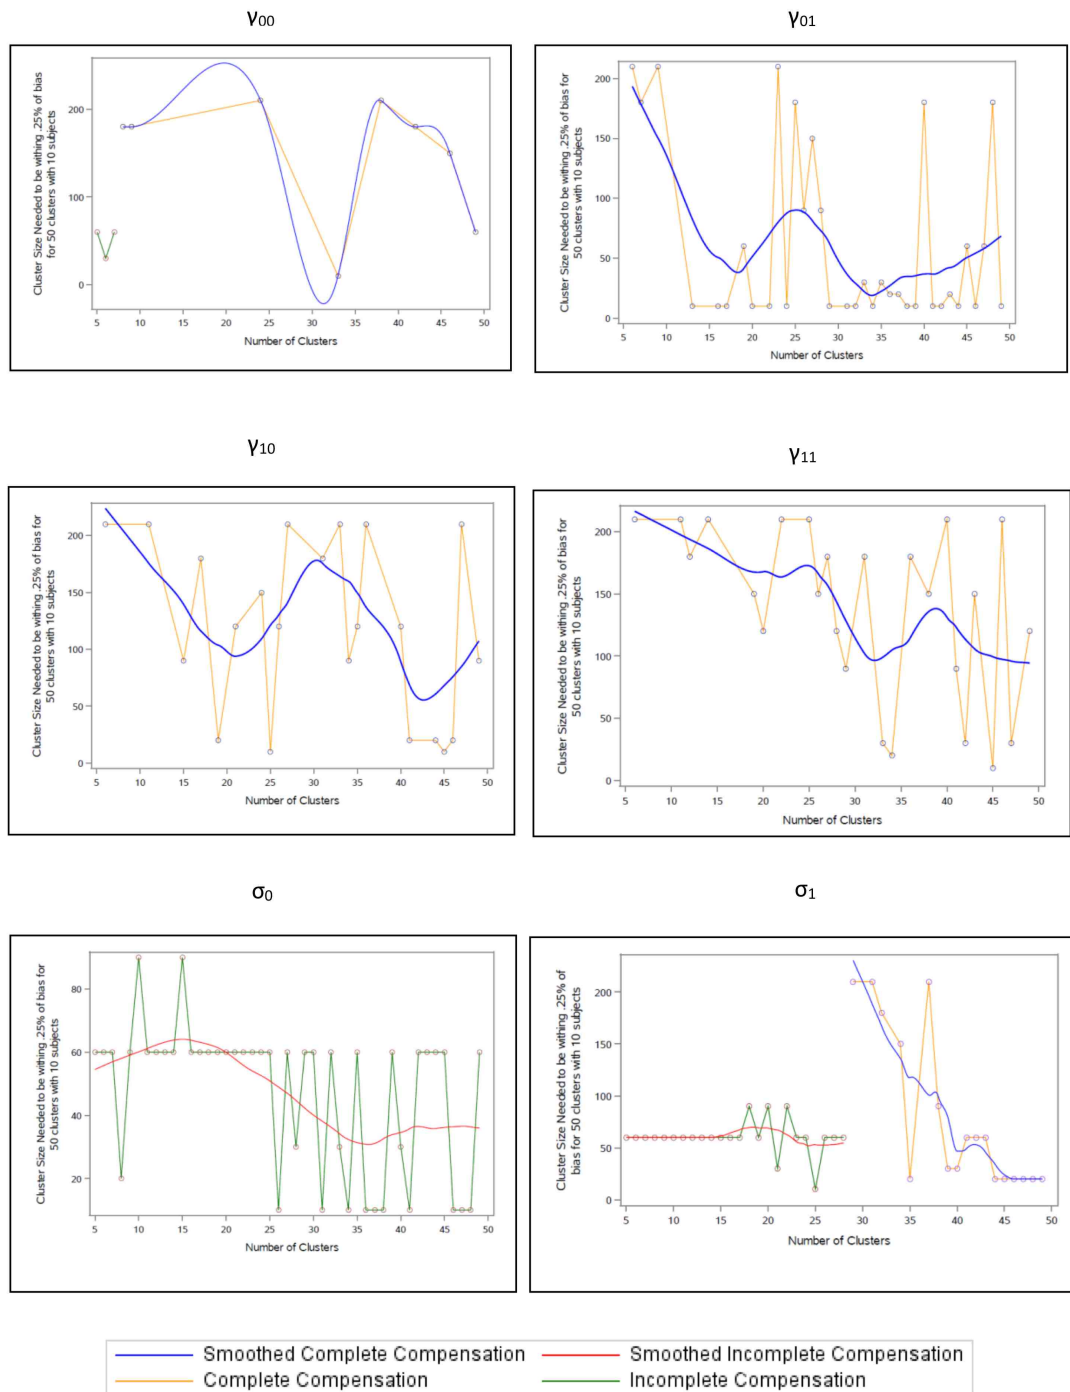 γ00
γ01
Cluster Size Needed to be withing .25% of bias
for 50 clusters with 10 subjects
200
100
0
5 10 20 30 40 50
Number of Clusters
Cluster Size Needed to be withing .25% of bias for
50 clusters with 10 subjects
200
150
100
50
0
5 10 15 20 25 30 35 40 45 50
Number of Clusters
γ10
γ11
Cluster Size Needed to be withing .25% of bias for
50 clusters with 10 subjects
200
150
100
50
0
5 10 15 20 25 30 35 40 45 50
Number of Clusters
Cluster Size Needed to be withing .25% of bias for
50 clusters with 10 subjects
200
150
100
50
0
5 10 15 20 25 30 35 40 45 50
Number of Clusters
σ0
σ1
Cluster Size Needed to be withing .25% of bias for
50 clusters with 10 subjects
80
60
40
20
5 10 15 20 25 30 35 40 45 50
Number of Clusters
Cluster Size Needed to be withing .25% of
bias for 50 clusters with 10 subjects
200
150
100
50
0
5 10 15 20 25 30 35 40 45 50
Number of Clusters
Smoothed Complete Compensation Smoothed Incomplete Compensation
Complete Compensation Incomplete Compensation